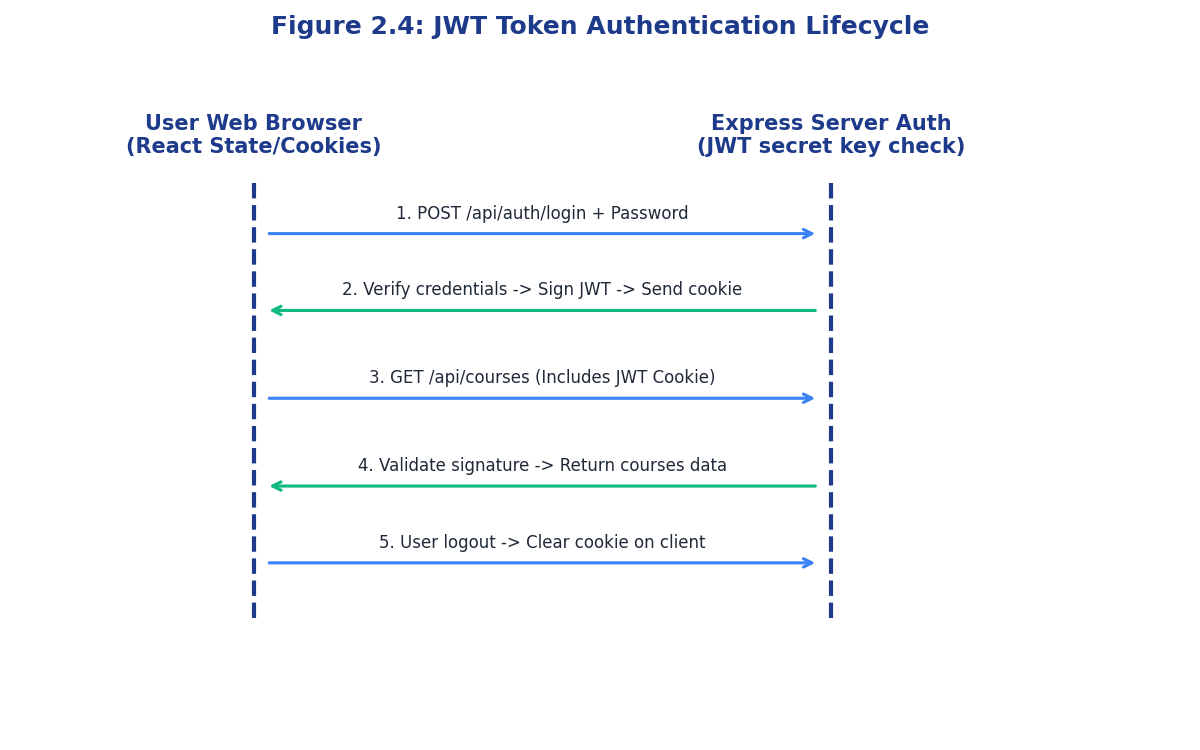 Figure 2.4: JWT Token Authentication Lifecycle
User Web Browser
(React State/Cookies)
Express Server Auth
(JWT secret key check)
1. POST /api/auth/login + Password
2. Verify credentials -> Sign JWT -> Send cookie
3. GET /api/courses (Includes JWT Cookie)
4. Validate signature -> Return courses data
5. User logout -> Clear cookie on client